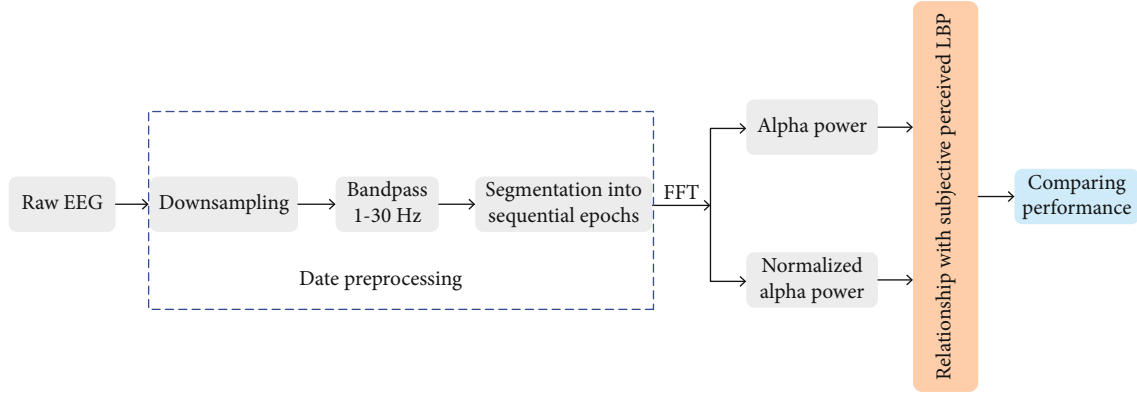 Raw EEG
Downsampling
Bandpass
1-30 Hz
Segmentation into
sequential epochs
Date preprocessing
FFT
Alpha power
Normalized
alpha power
Relationship with subjective perceived LBP
Comparing
performance